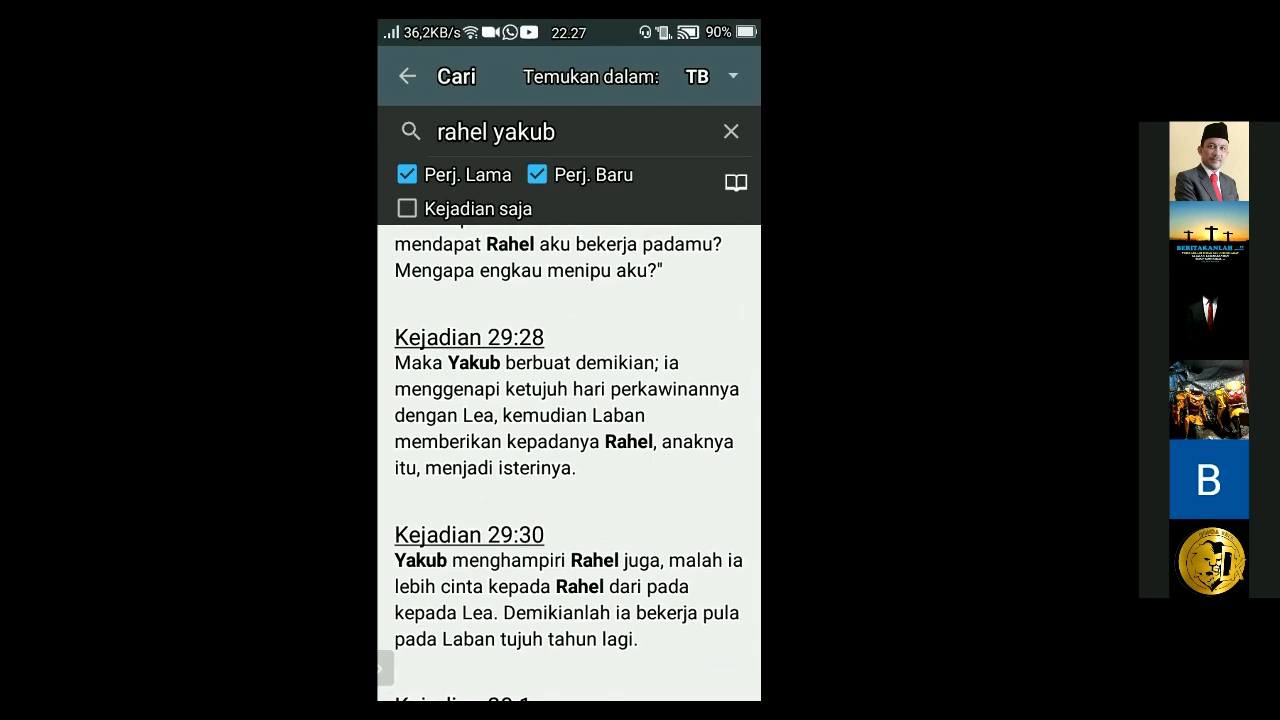 36,2KB/s 22.27 90%
Cari Temukan dalam: TB
rahel yakub
Perj. Lama Perj. Baru
Kejadian saja
mendapat Rahel aku bekerja padamu?
Mengapa engkau menipu aku?"
Kejadian 29:28
Maka Yakub berbuat demikian; ia
menggenapi ketujuh hari perkawinannya
dengan Lea, kemudian Laban
memberikan kepadanya Rahel, anaknya
itu, menjadi isterinya.
Kejadian 29:30
Yakub menghampiri Rahel juga, malah ia
lebih cinta kepada Rahel dari pada
kepada Lea. Demikianlah ia bekerja pula
pada Laban tujuh tahun lagi.
BERITAKANLAH ...!!
B